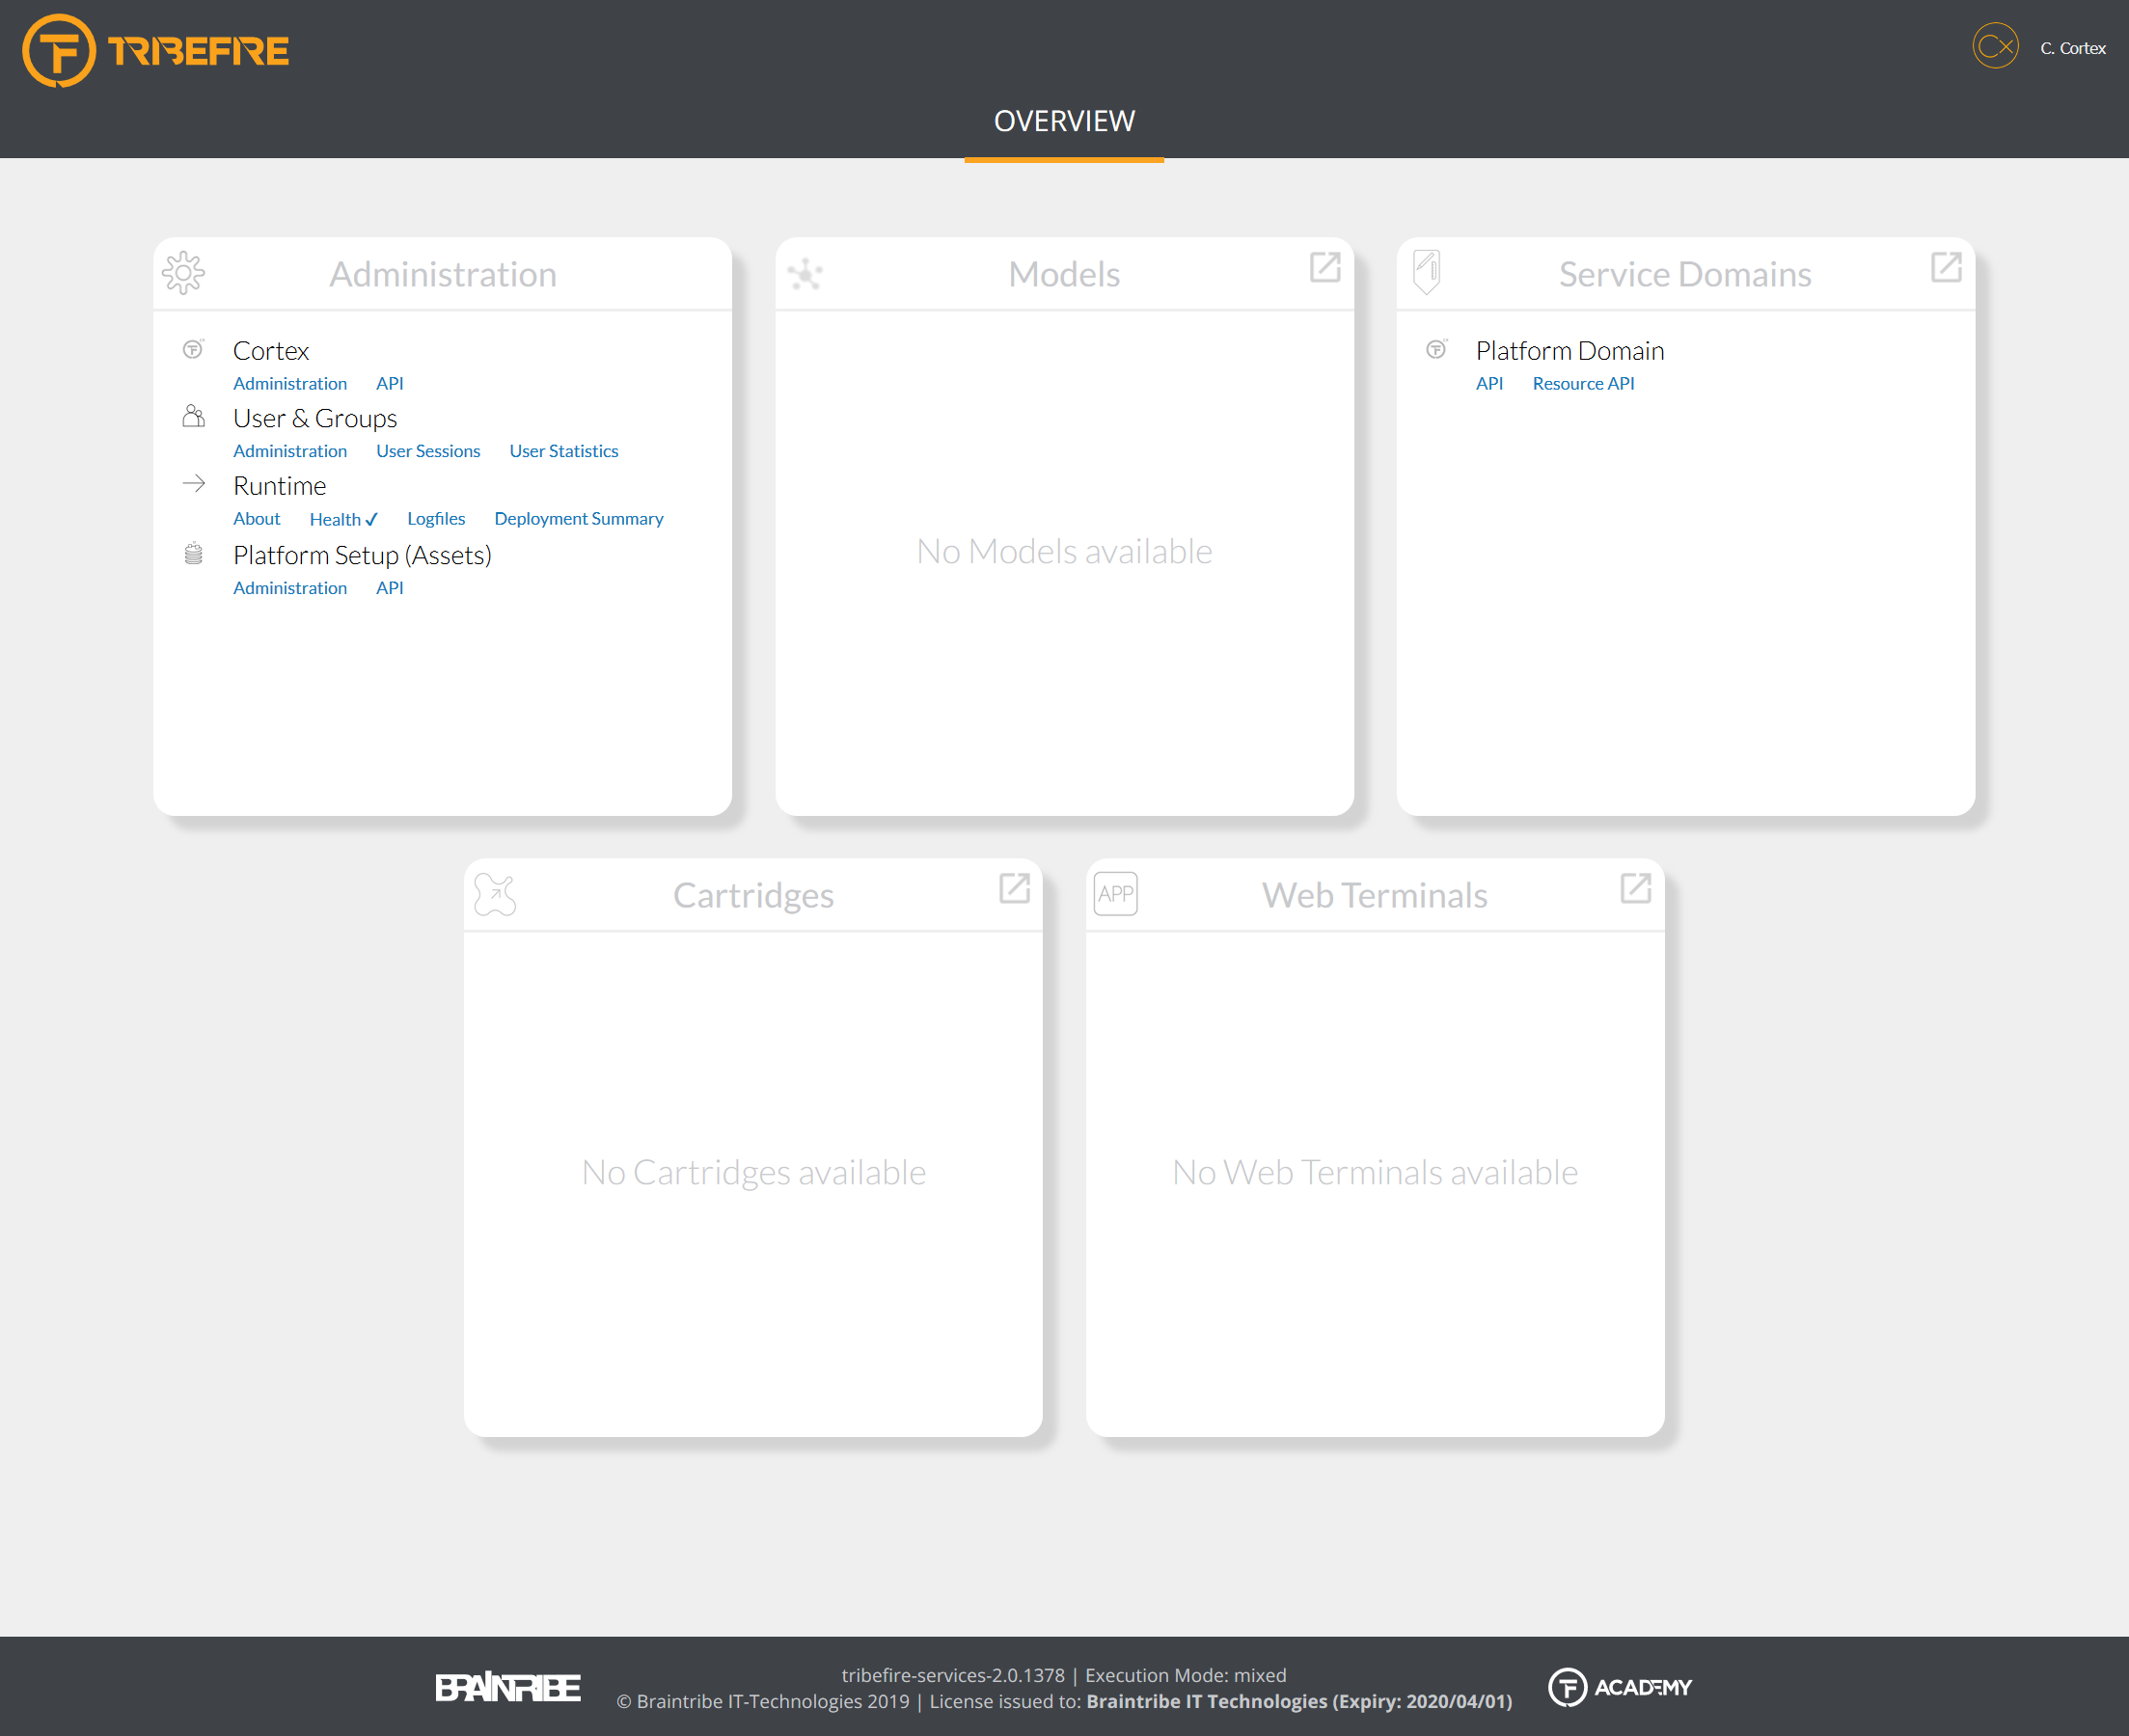 TRIBEFIRE
C. Cortex
OVERVIEW
Administration
Cortex
Administration API
User & Groups
Administration User Sessions User Statistics
Runtime
About Health ✓ Logfiles Deployment Summary
Platform Setup (Assets)
Administration API
Models
No Models available
Service Domains
Platform Domain
API Resource API
Cartridges
No Cartridges available
APP Web Terminals
No Web Terminals available
BRAINTRIBE
tribefire-services-2.0.1378 | Execution Mode: mixed
© Braintribe IT-Technologies 2019 | License issued to: Braintribe IT Technologies (Expiry: 2020/04/01)
ACADEMY